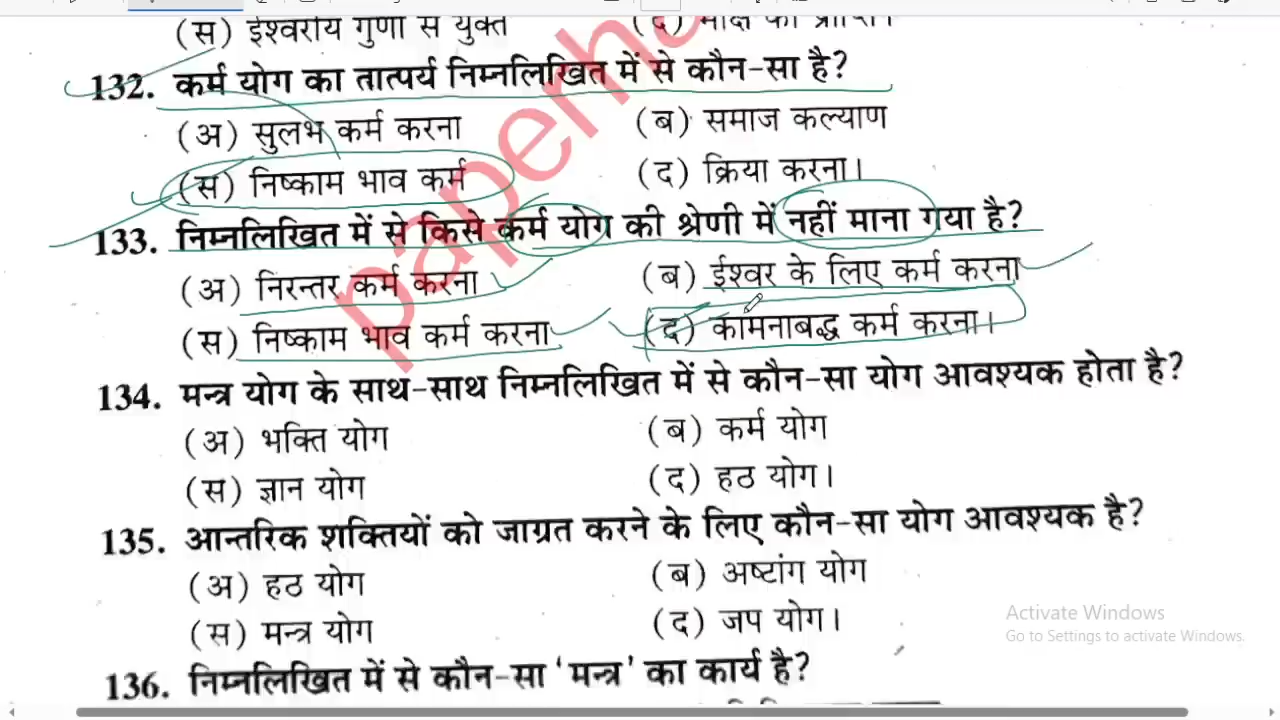 (स) ईश्वरीय गुणों से युक्त (द) मोक्ष की प्राप्ति।
132. कर्म योग का तात्पर्य निम्नलिखित में से कौन-सा है?
(अ) सुलभ कर्म करना (ब) समाज कल्याण
(स) निष्काम भाव कर्म (द) क्रिया करना।
133. निम्नलिखित में से किसे कर्म योग की श्रेणी में नहीं माना गया है?
(अ) निरन्तर कर्म करना (ब) ईश्वर के लिए कर्म करना
(स) निष्काम भाव कर्म करना (द) कामनाबद्ध कर्म करना।
134. मन्त्र योग के साथ-साथ निम्नलिखित में से कौन-सा योग आवश्यक होता है?
(अ) भक्ति योग (ब) कर्म योग
(स) ज्ञान योग (द) हठ योग।
135. आन्तरिक शक्तियों को जाग्रत करने के लिए कौन-सा योग आवश्यक है?
(अ) हठ योग (ब) अष्टांग योग
(स) मन्त्र योग (द) जप योग।
136. निम्नलिखित में से कौन-सा 'मन्त्र' का कार्य है?
paperha
Activate Windows
Go to Settings to activate Windows.